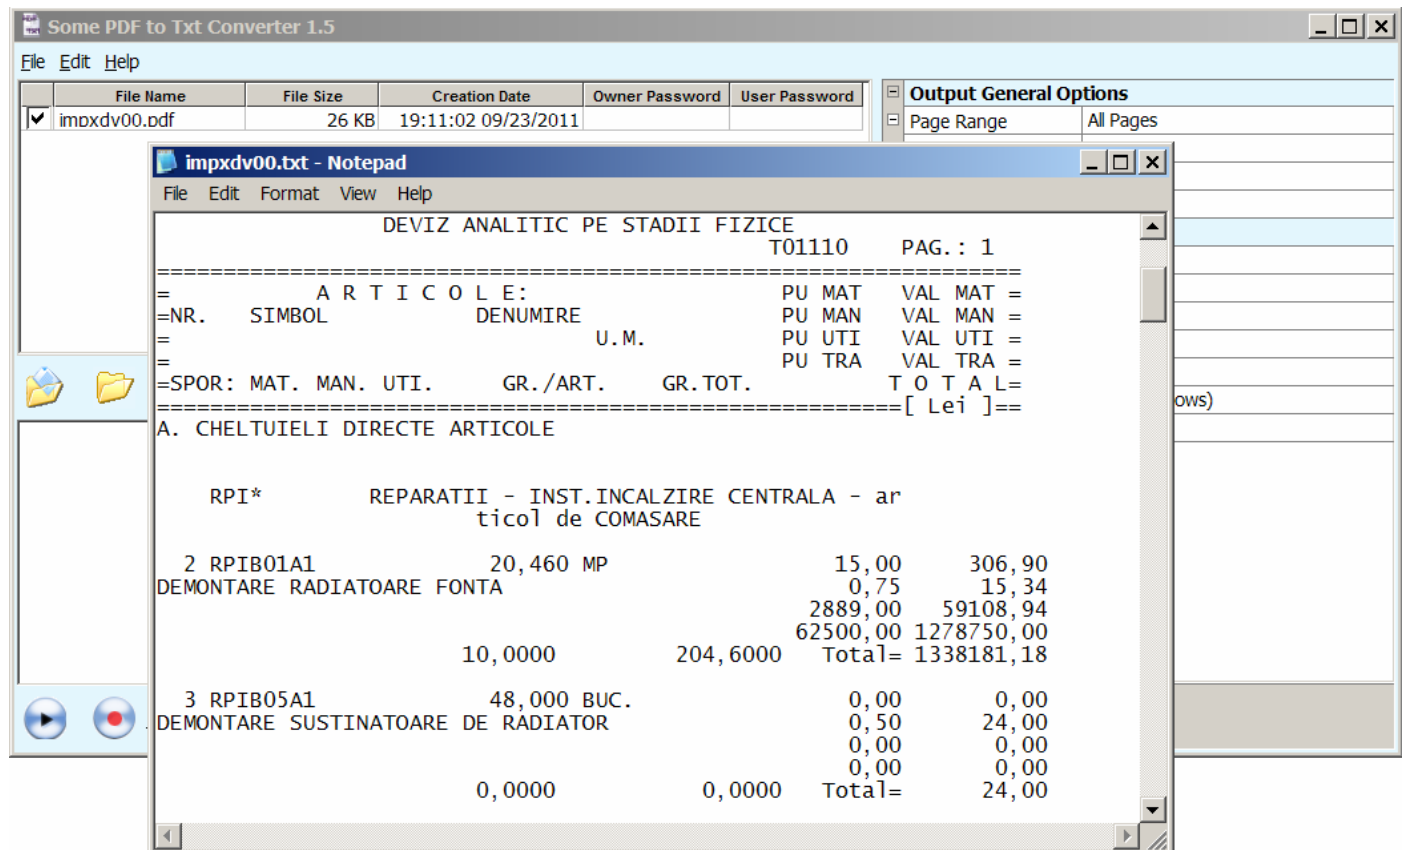 Some PDF to Txt Converter 1.5
File Edit Help
File Name File Size Creation Date Owner Password User Password
impxdv00.pdf 26 KB 19:11:02 09/23/2011
Output General Options
Page Range All Pages
impxdv00.txt - Notepad
File Edit Format View Help
DEVIZ ANALITIC PE STADII FIZICE
T01110 PAG.: 1
=================================================================
= A R T I C O L E: PU MAT VAL MAT =
=NR. SIMBOL DENUMIRE PU MAN VAL MAN =
= U.M. PU UTI VAL UTI =
= PU TRA VAL TRA =
=SPOR: MAT. MAN. UTI. GR./ART. GR.TOT. T O T A L=
========================================================[ Lei ]==
A. CHELTUIELI DIRECTE ARTICOLE
RPI* REPARATII - INST.INCALZIRE CENTRALA - ar
ticol de COMASARE
2 RPIB01A1 20,460 MP 15,00 306,90
DEMONTARE RADIATOARE FONTA 0,75 15,34
2889,00 59108,94
62500,00 1278750,00
10,0000 204,6000 Total= 1338181,18
3 RPIB05A1 48,000 BUC. 0,00 0,00
DEMONTARE SUSTINATOARE DE RADIATOR 0,50 24,00
0,00 0,00
0,00 0,00
0,0000 0,0000 Total= 24,00
ows)